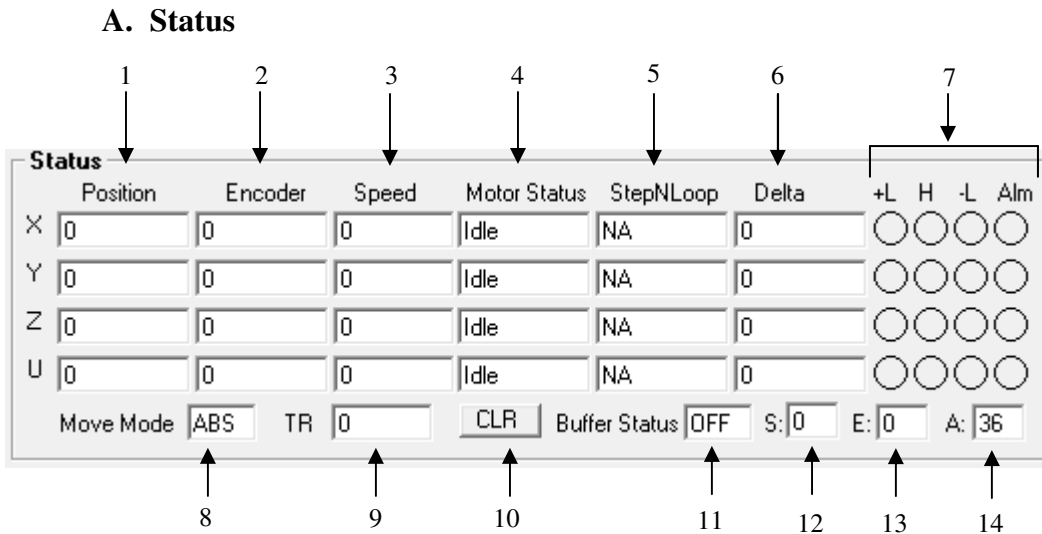 A. Status
1 2 3 4 5 6 7
Status
Position Encoder Speed Motor Status StepNLoop Delta +L H -L Alm
X 0 0 0 Idle NA 0
Y 0 0 0 Idle NA 0
Z 0 0 0 Idle NA 0
U 0 0 0 Idle NA 0
Move Mode ABS TR 0 CLR Buffer Status OFF S: 0 E: 0 A: 36
8 9 10 11 12 13 14